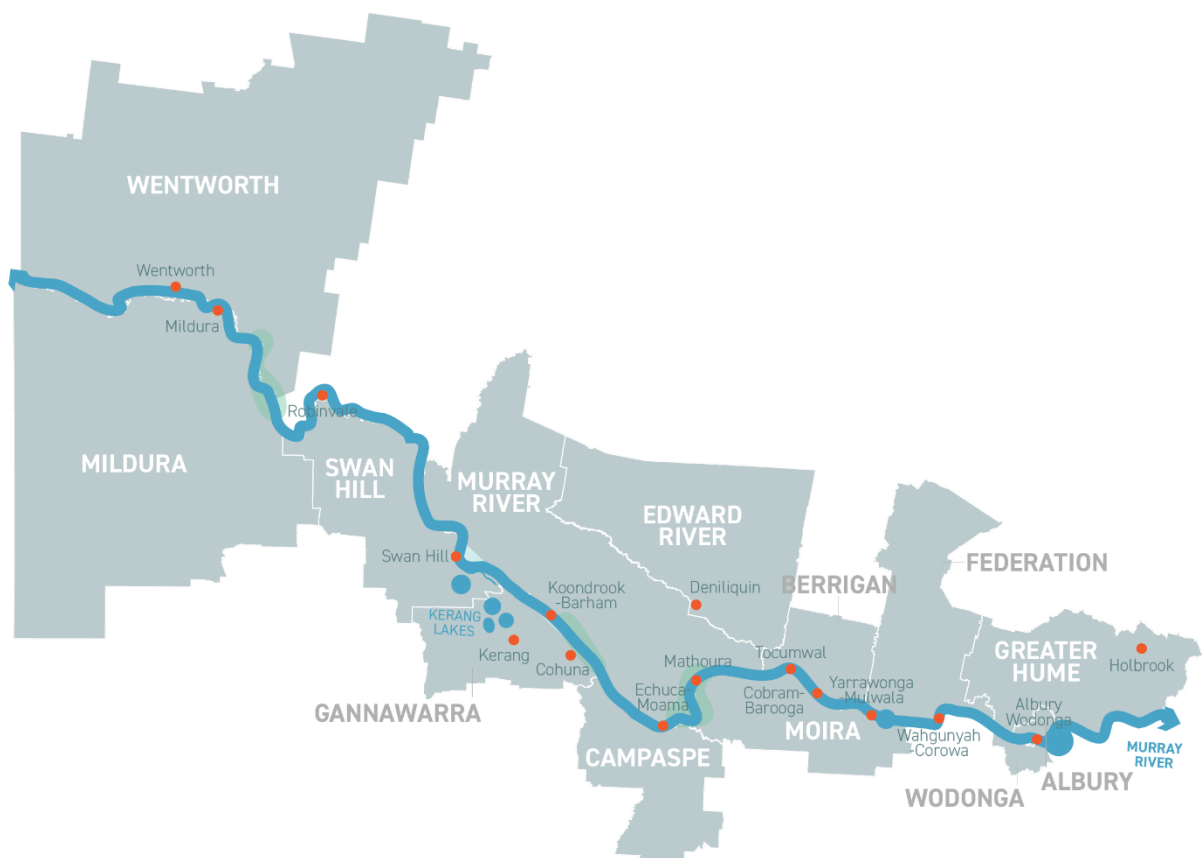 WENTWORTH
Wentworth
Mildura
Robinvale
MILDURA
SWAN
HILL
MURRAY
RIVER
EDWARD
RIVER
Swan Hill
FEDERATION
BERRIGAN
Deniliquin
Koondrook
-Barham
KERANG
LAKES
Kerang
Cohuna
Mathoura
Tocumwal
GREATER
HUME
Holbrook
Echuca-
Moama
Cobram-
Barooga
Yarrawonga
-Mulwala
Albury
Wodonga
GANNAWARRA
MOIRA
Wahgunyah
-Corowa
CAMPASPE
MURRAY
RIVER
ALBURY
WODONGA